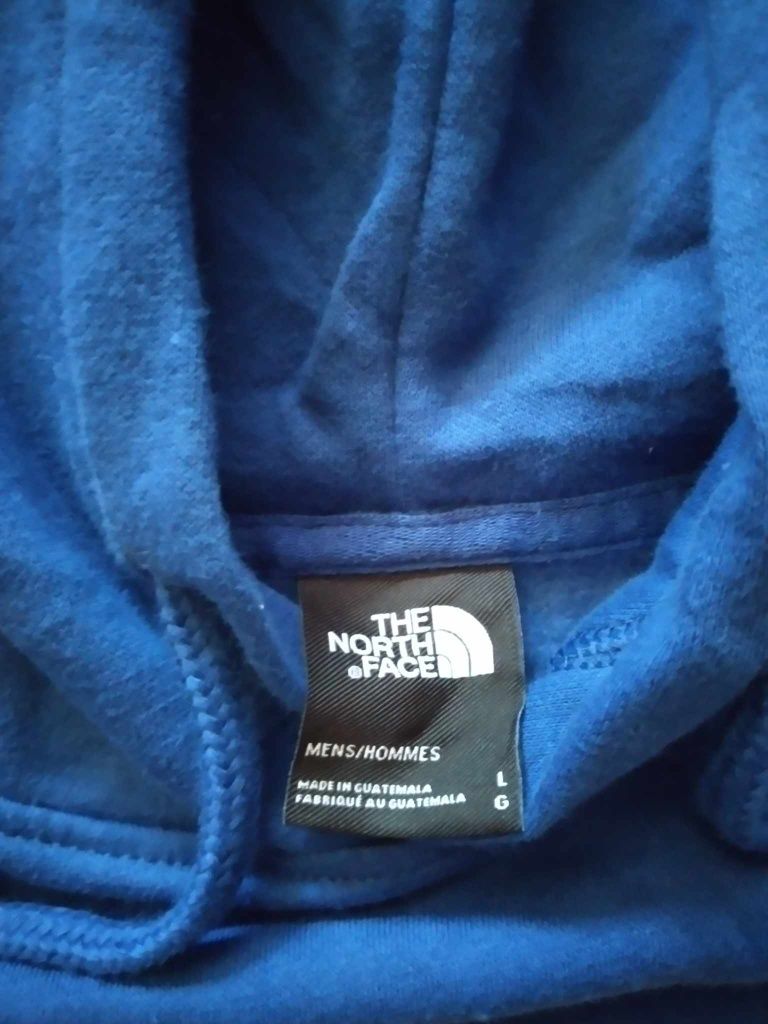 THE
NORTH
®FACE
MENS/HOMMES
MADE IN GUATEMALA
FABRIQUÉ AU GUATEMALA
L
G